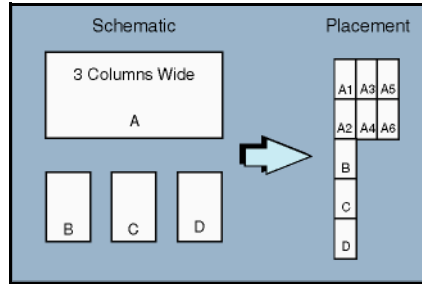 Schematic
3 Columns Wide
A
B C D
Placement
A1 A3 A5
A2 A4 A6
B
C
D